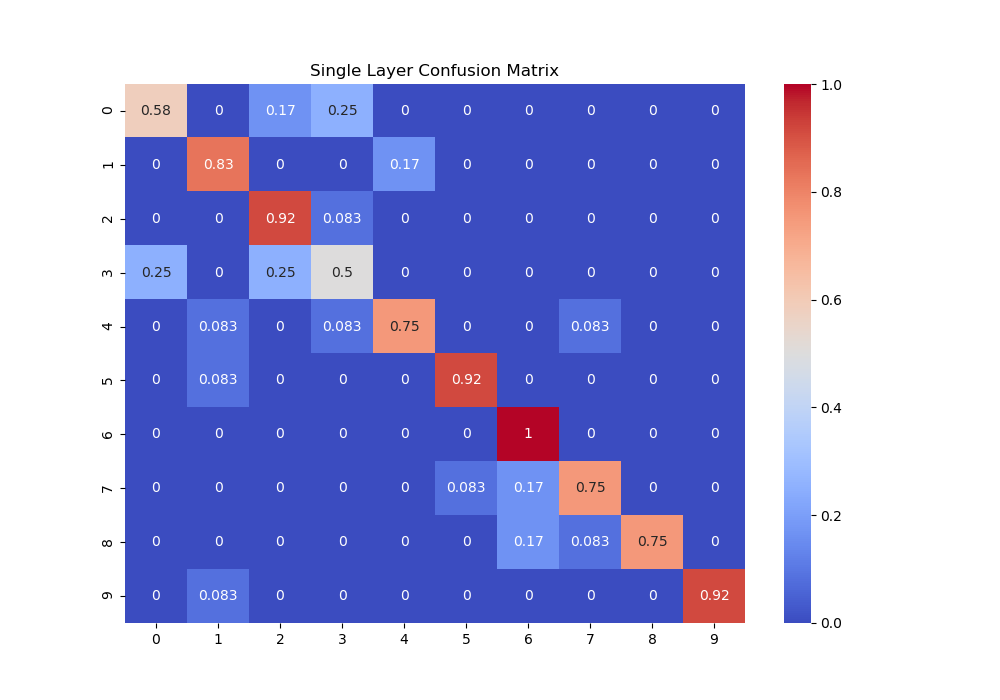 Single Layer Confusion Matrix
0 0.58 0 0.17 0.25 0 0 0 0 0 0
1 0 0.83 0 0 0.17 0 0 0 0 0
2 0 0 0.92 0.083 0 0 0 0 0 0
3 0.25 0 0.25 0.5 0 0 0 0 0 0
4 0 0.083 0 0.083 0.75 0 0 0.083 0 0
5 0 0.083 0 0 0 0.92 0 0 0 0
6 0 0 0 0 0 0 1 0 0 0
7 0 0 0 0 0 0.083 0.17 0.75 0 0
8 0 0 0 0 0 0 0.17 0.083 0.75 0
9 0 0.083 0 0 0 0 0 0 0 0.92
0 1 2 3 4 5 6 7 8 9
1.0
0.8
0.6
0.4
0.2
0.0